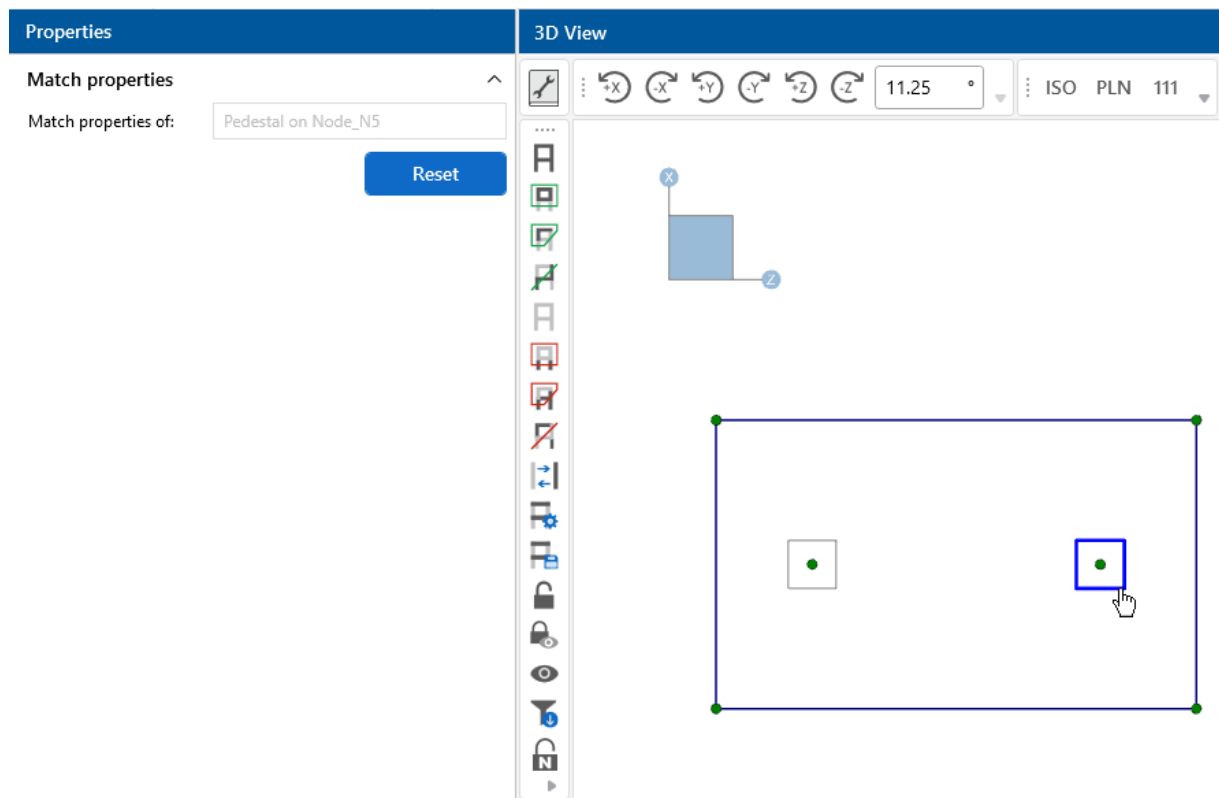 Properties
Match properties
Match properties of: Pedestal on Node_N5
Reset
3D View
+X -X +Y -Y +Z -Z 11.25 ° ISO PLN 111
X
Z
N